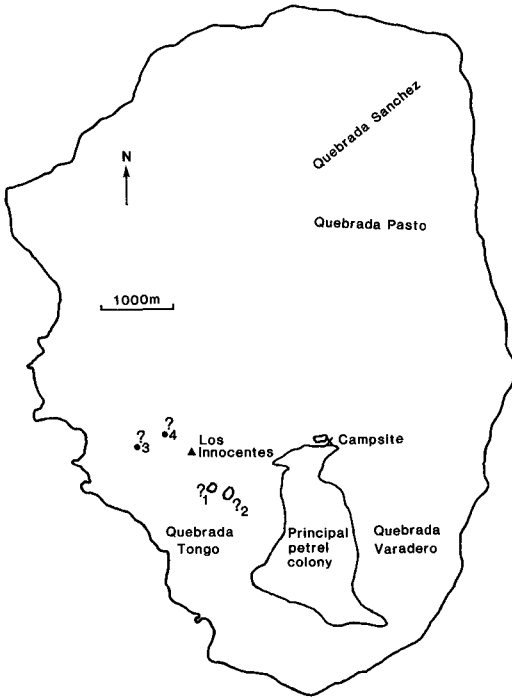 Quebrada Sanchez
N
Quebrada Pasto
1000m
?
4
?
3
Los
Innocentes
Campsite
?
1
?
2
Quebrada
Tongo
Principal
petrel
colony
Quebrada
Varadero